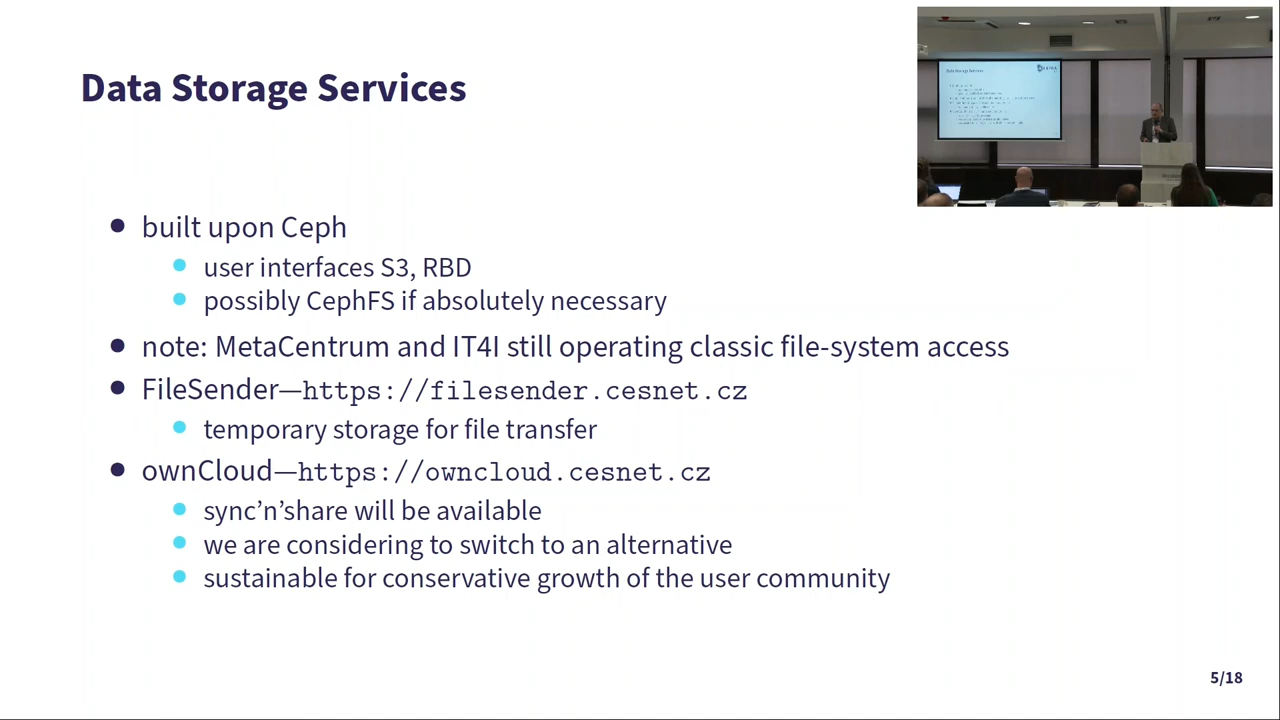 Data Storage Services
• built upon Ceph
• user interfaces S3, RBD
• possibly CephFS if absolutely necessary
• note: MetaCentrum and IT4I still operating classic file-system access
• FileSender—https://filesender.cesnet.cz
• temporary storage for file transfer
• ownCloud—https://owncloud.cesnet.cz
• sync’n’share will be available
• we are considering to switch to an alternative
• sustainable for conservative growth of the user community
5/18